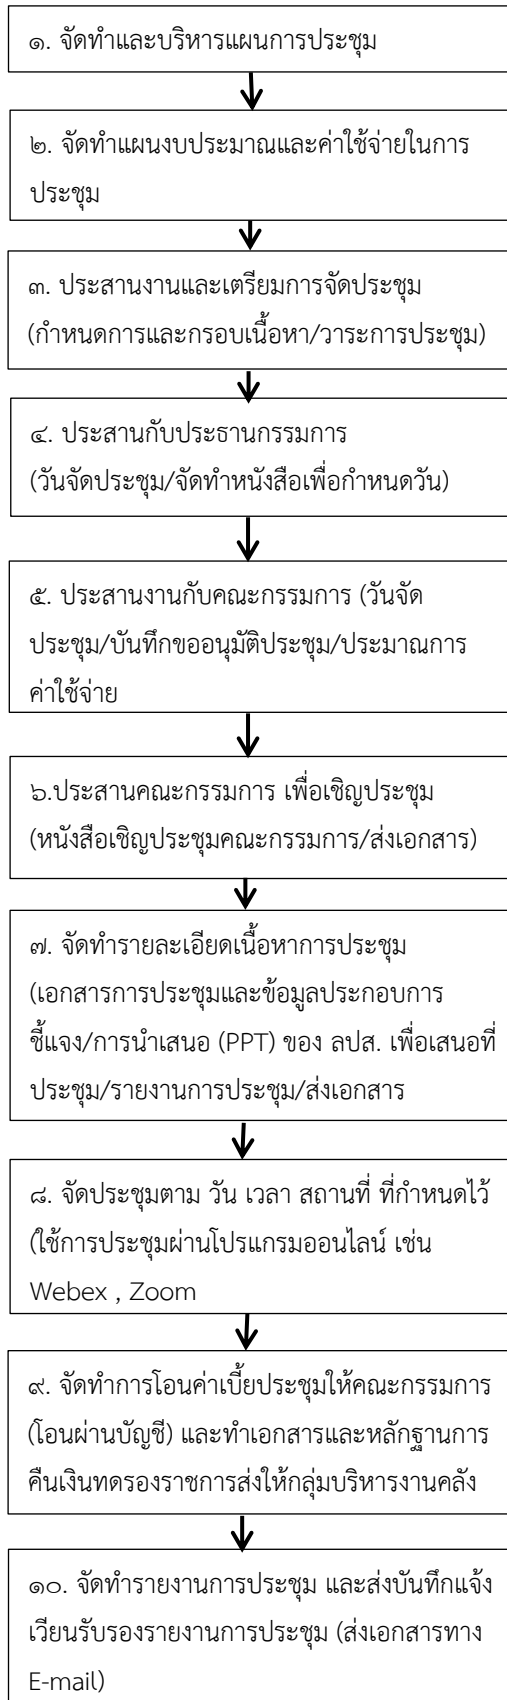 ๑. จัดทำและบริหารแผนการประชุม
๒. จัดทำแผนงบประมาณและค่าใช้จ่ายในการ
ประชุม
๓. ประสานงานและเตรียมการจัดประชุม
(กำหนดการและกรอบเนื้อหา/วาระการประชุม)
๔. ประสานกับประธานกรรมการ
(วันจัดประชุม/จัดทำหนังสือเพื่อกำหนดวัน)
๕. ประสานงานกับคณะกรรมการ (วันจัด
ประชุม/บันทึกขออนุมัติประชุม/ประมาณการ
ค่าใช้จ่าย
๖.ประสานคณะกรรมการ เพื่อเชิญประชุม
(หนังสือเชิญประชุมคณะกรรมการ/ส่งเอกสาร)
๗. จัดทำรายละเอียดเนื้อหาการประชุม
(เอกสารการประชุมและข้อมูลประกอบการ
ชี้แจง/การนำเสนอ (PPT) ของ ลปส. เพื่อเสนอที่
ประชุม/รายงานการประชุม/ส่งเอกสาร
๘. จัดประชุมตาม วัน เวลา สถานที่ ที่กำหนดไว้
(ใช้การประชุมผ่านโปรแกรมออนไลน์ เช่น
Webex , Zoom
๙. จัดทำการโอนค่าเบี้ยประชุมให้คณะกรรมการ
(โอนผ่านบัญชี) และทำเอกสารและหลักฐานการ
คืนเงินทดรองราชการส่งให้กลุ่มบริหารงานคลัง
๑๐. จัดทำรายงานการประชุม และส่งบันทึกแจ้ง
เวียนรับรองรายงานการประชุม (ส่งเอกสารทาง
E-mail)